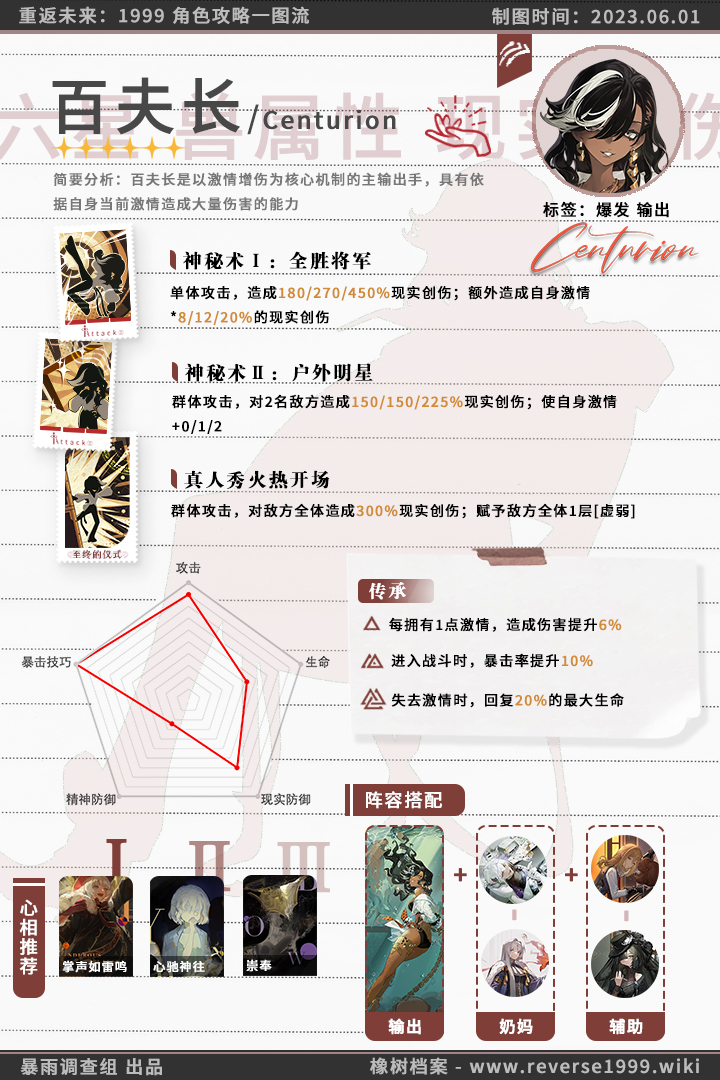 重返未来：1999 角色攻略一图流
制图时间：2023.06.01
六星 兽属性 现实 伤
百夫长/Centurion
简要分析：百夫长是以激情增伤为核心机制的主输出手，具有依
据自身当前激情造成大量伤害的能力
标签：爆发 输出
Centurion
神秘术Ⅰ：全胜将军
单体攻击，造成180/270/450%现实创伤；额外造成自身激情
*8/12/20%的现实创伤
Attack
神秘术Ⅱ：户外明星
群体攻击，对2名敌方造成150/150/225%现实创伤；使自身激情
+0/1/2
Attack
真人秀火热开场
群体攻击，对敌方全体造成300%现实创伤；赋予敌方全体1层[虚弱]
至终的仪式
攻击
暴击技巧
生命
精神防御
现实防御
传承
每拥有1点激情，造成伤害提升6%
进入战斗时，暴击率提升10%
失去激情时，回复20%的最大生命
阵容搭配
I II III
心相推荐
掌声如雷鸣
心驰神往
崇奉
+ +
输出
奶妈
辅助
暴雨调查组 出品
橡树档案 - www.reverse1999.wiki